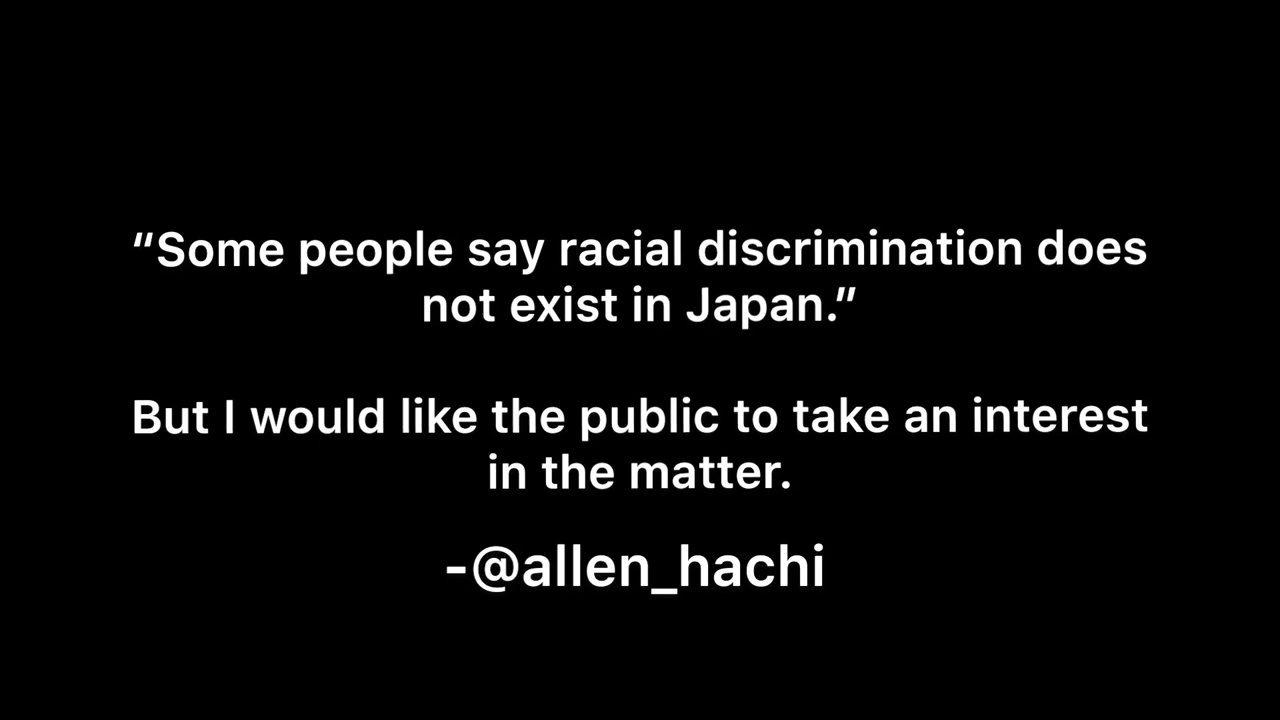 “Some people say racial discrimination does
not exist in Japan.”
But I would like the public to take an interest
in the matter.
-@allen_hachi